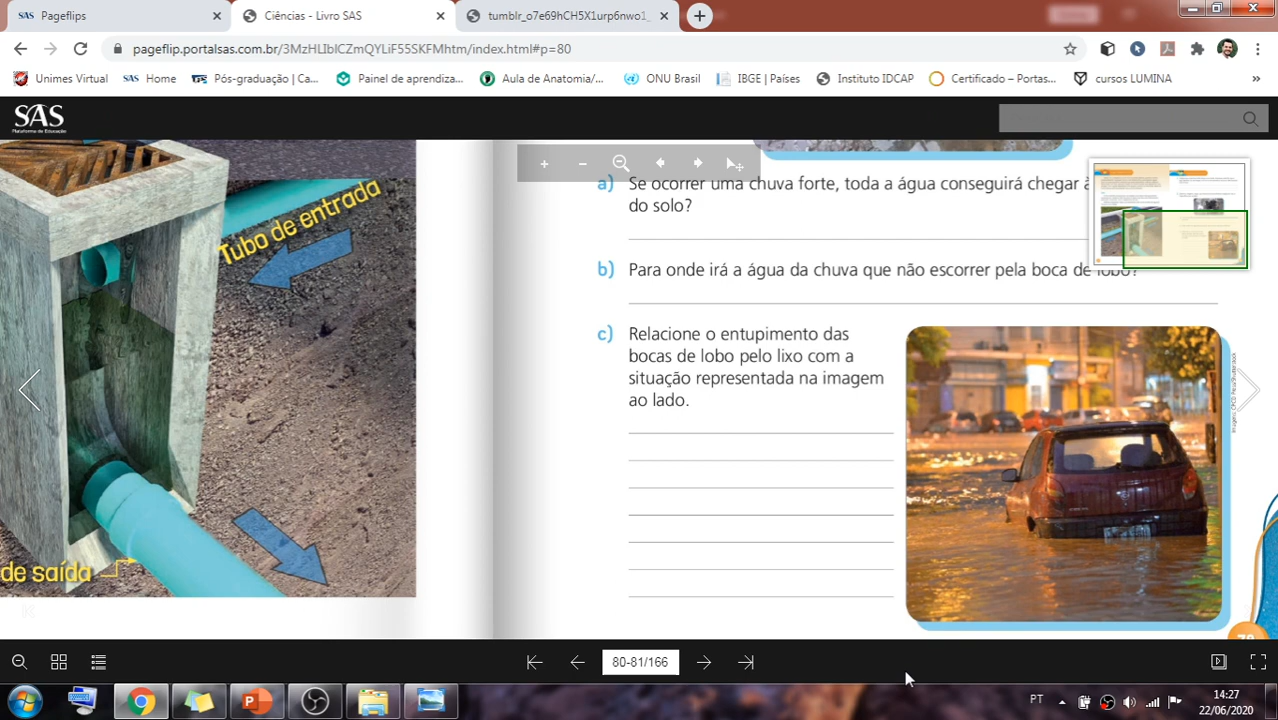 Pageflips
Ciências - Livro SAS
tumblr_o7e69hCH5X1urp6nwo1_
pageflip.portalsas.com.br/3MzHLIblCZmQYLiF55SKFMhtm/index.html#p=80
Unimes Virtual
SAS Home
Pós-graduação | Ca...
Painel de aprendiza...
Aula de Anatomia/...
ONU Brasil
IBGE | Países
Instituto IDCAP
Certificado – Portas...
cursos LUMINA
SAS
Plataforma de Educação
Tubo de entrada
de saída
a) Se ocorrer uma chuva forte, toda a água conseguirá chegar
do solo?
b) Para onde irá a água da chuva que não escorrer pela boca de lobo?
c) Relacione o entupimento das
bocas de lobo pelo lixo com a
situação representada na imagem
ao lado.
80-81/166
PT
14:27
22/06/2020